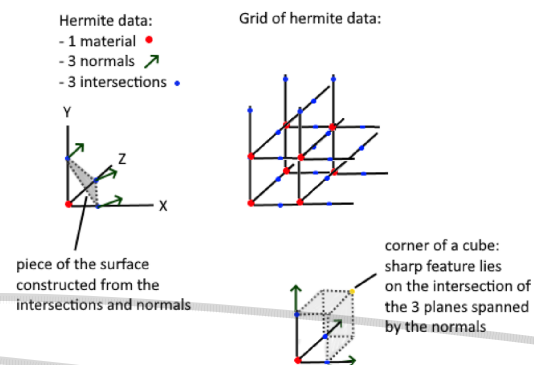 Hermite data:
- 1 material
- 3 normals
- 3 intersections
Grid of hermite data:
Y
Z
X
piece of the surface
constructed from the
intersections and normals
corner of a cube:
sharp feature lies
on the intersection of
the 3 planes spanned
by the normals